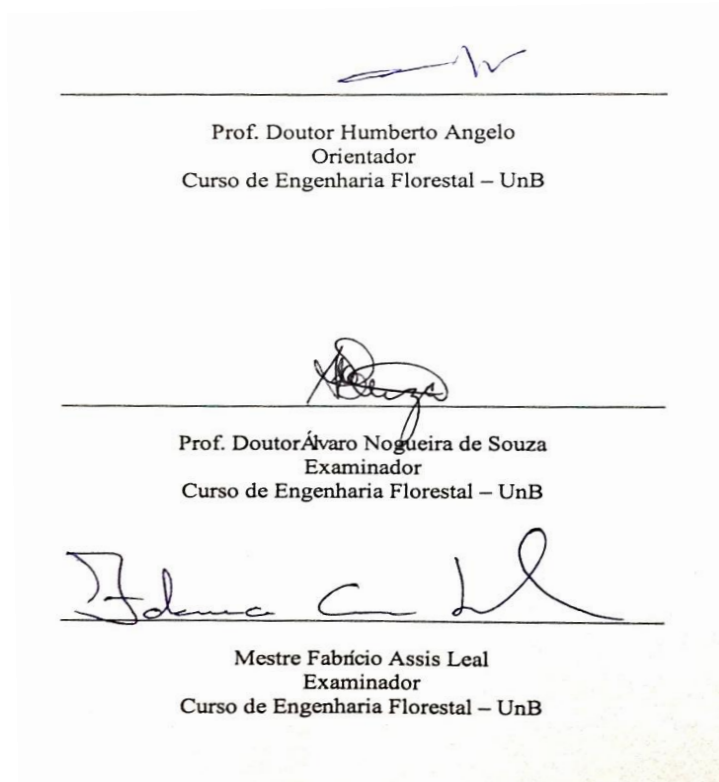 Prof. Doutor Humberto Angelo
Orientador
Curso de Engenharia Florestal – UnB
Prof. DoutorÁlvaro Nogueira de Souza
Examinador
Curso de Engenharia Florestal – UnB
Mestre Fabrício Assis Leal
Examinador
Curso de Engenharia Florestal – UnB